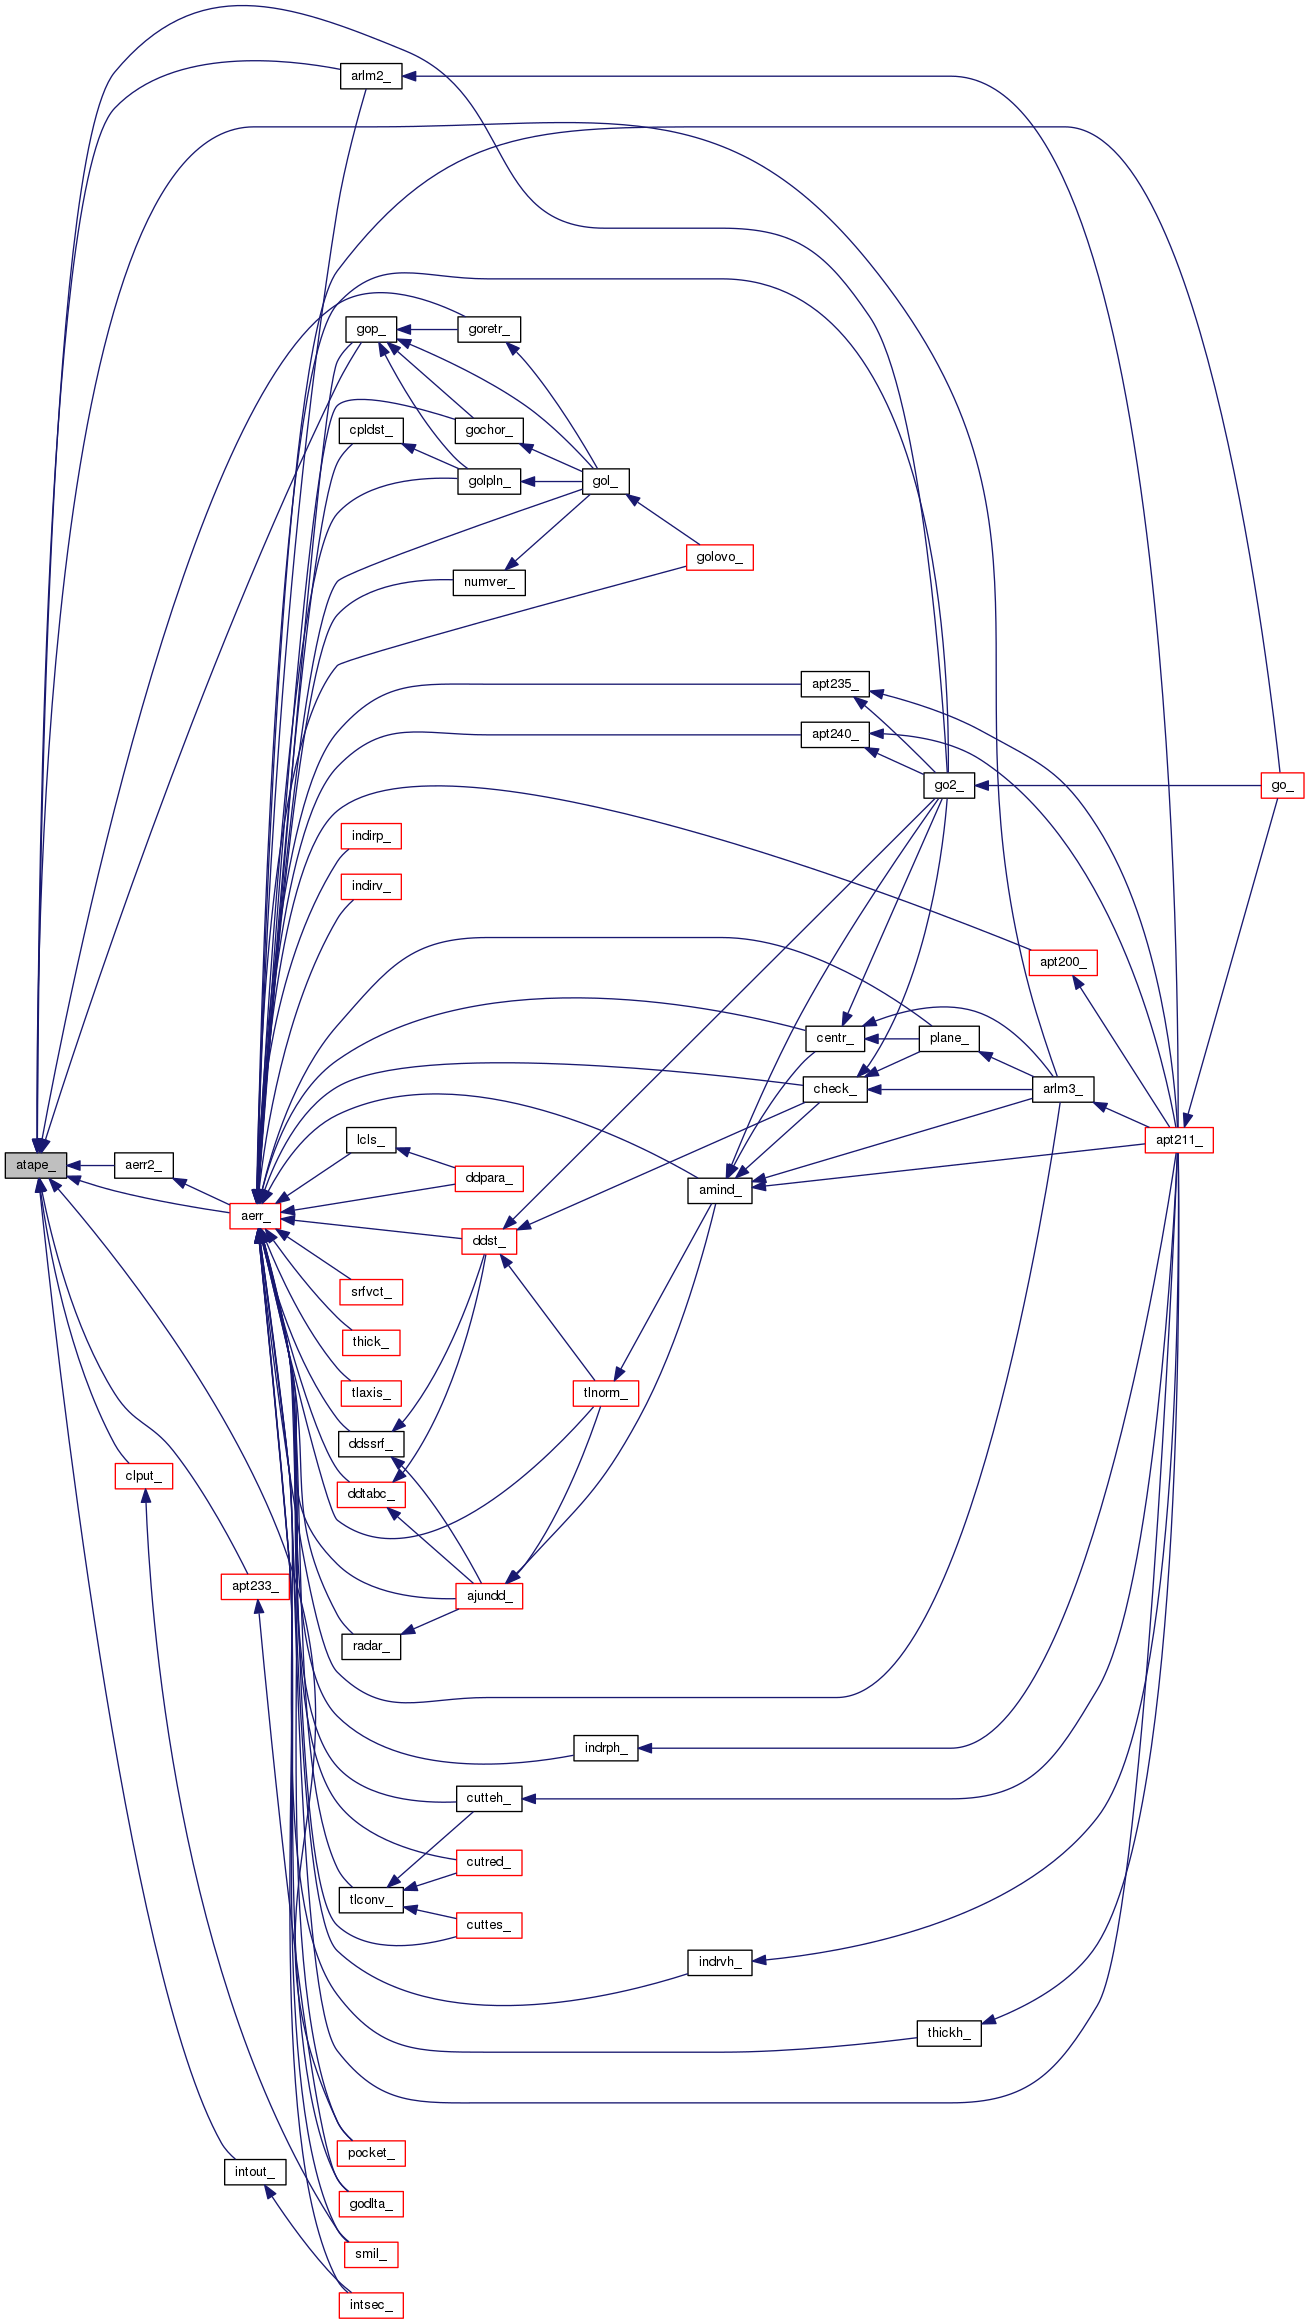 arlm2_
gop_
goretr_
cpldst_
gochor_
golpln_
gol_
golovo_
numver_
apt235_
apt240_
go2_
go_
indirp_
indirv_
apt200_
centr_
plane_
check_
arlm3_
lcls_
apt211_
atape_
aerr2_
ddpara_
amind_
aerr_
ddst_
srfvct_
thick_
tlaxis_
tlnorm_
ddssrf_
clput_
ddtabc_
apt233_
ajundd_
radar_
indrph_
cutteh_
cutred_
tlconv_
cuttes_
indrvh_
thickh_
pocket_
intout_
godlta_
smil_
intsec_